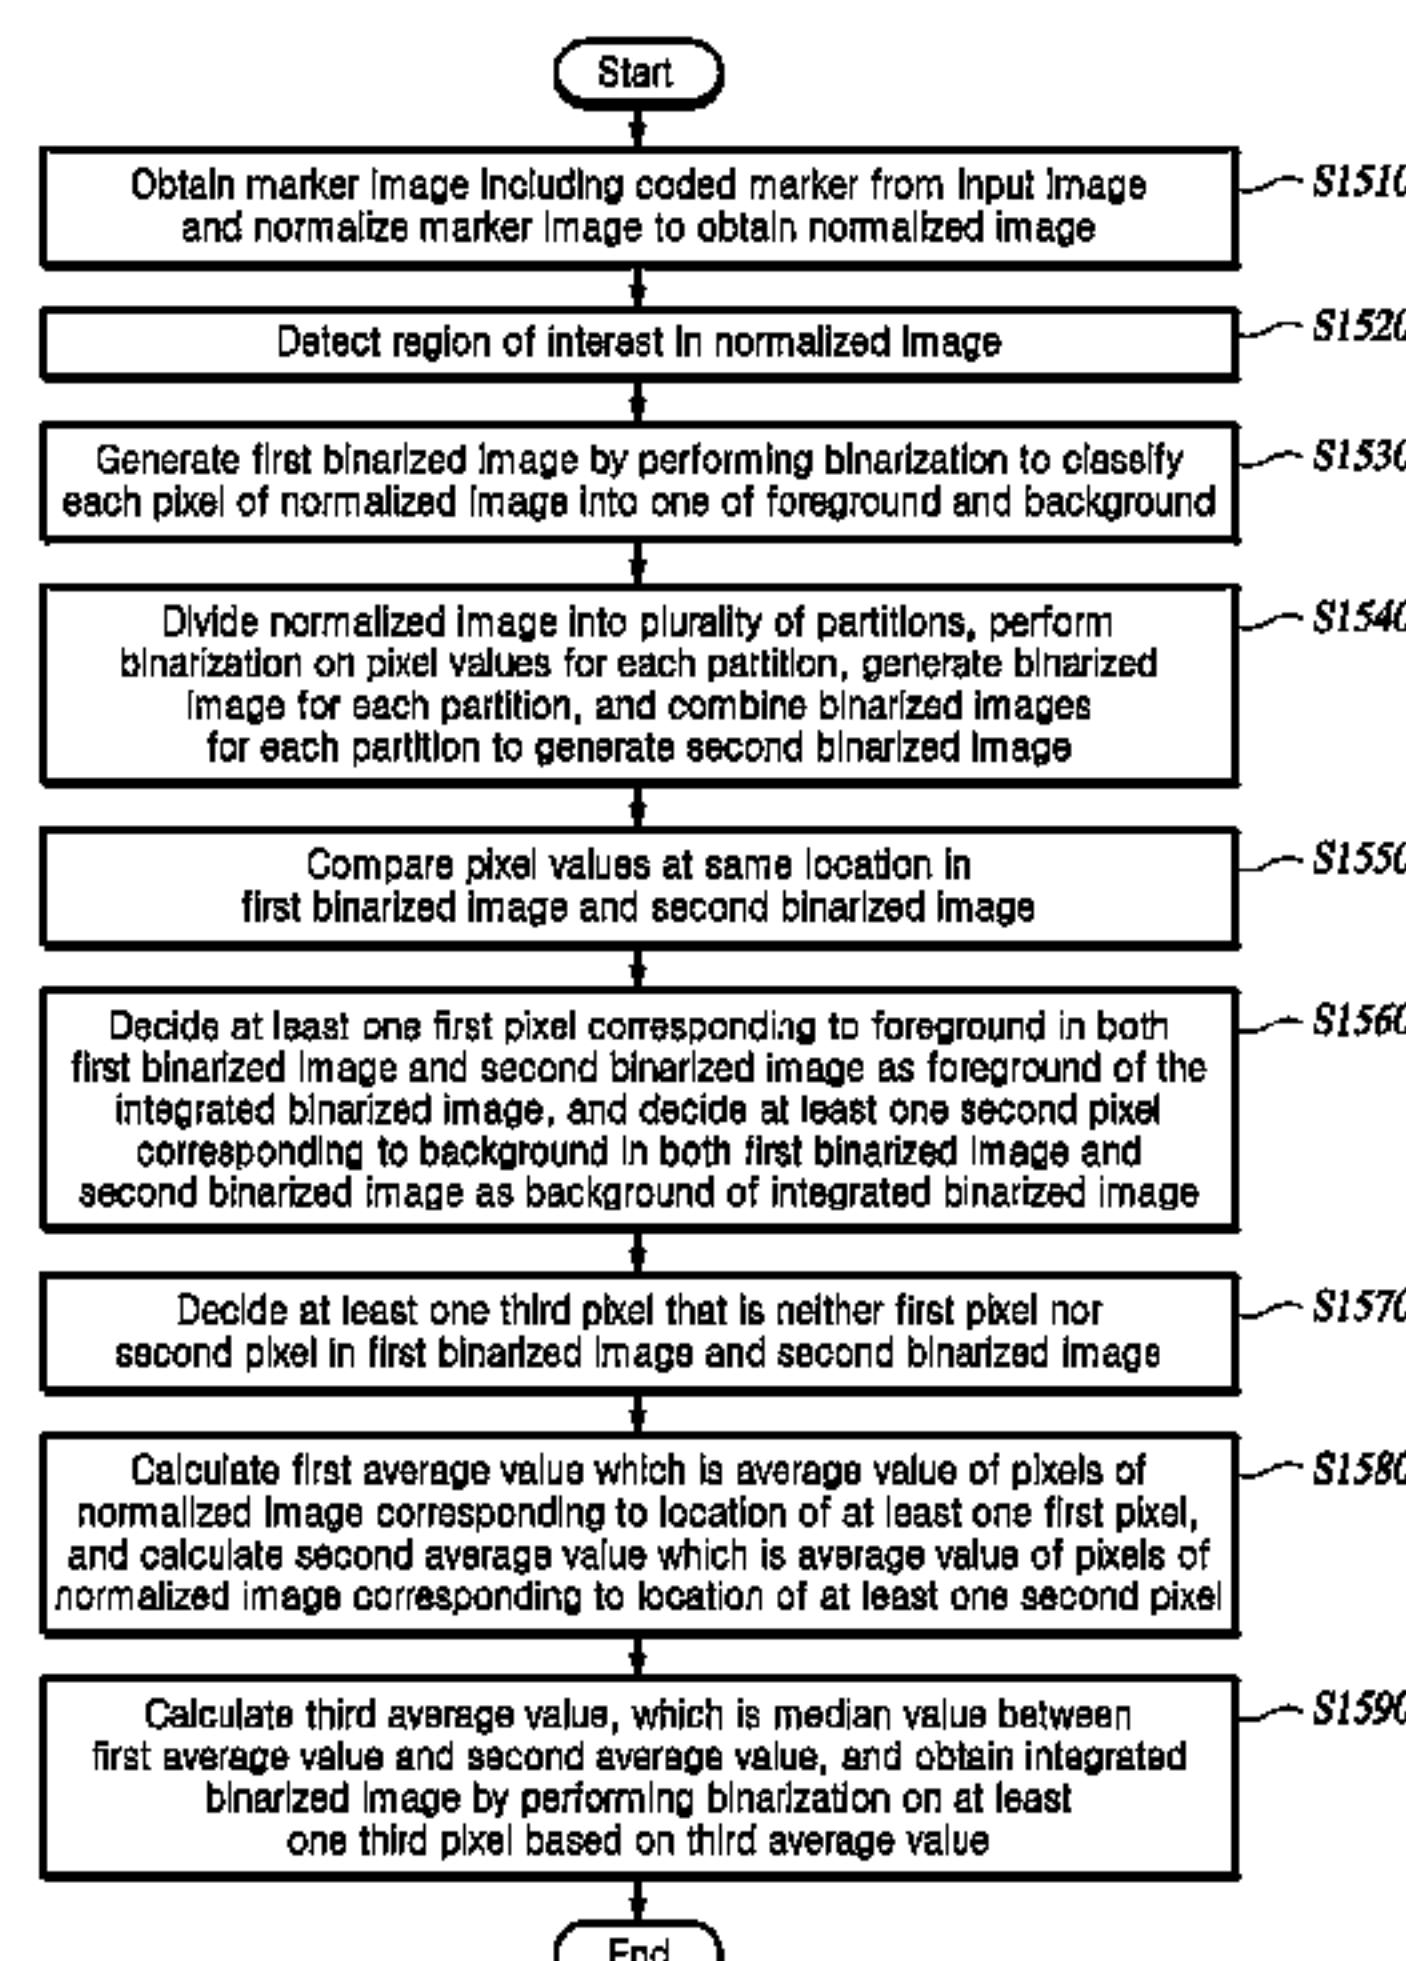 Start
Obtain marker image including coded marker from input image
and normalize marker image to obtain normalized image
S1510
Detect region of interest in normalized image
S1520
Generate first binarized image by performing binarization to classify
each pixel of normalized image into one of foreground and background
S1530
Divide normalized image into plurality of partitions, perform
binarization on pixel values for each partition, generate binarized
image for each partition, and combine binarized images
for each partition to generate second binarized image
S1540
Compare pixel values at same location in
first binarized image and second binarized image
S1550
Decide at least one first pixel corresponding to foreground in both
first binarized image and second binarized image as foreground of the
integrated binarized image, and decide at least one second pixel
corresponding to background in both first binarized image and
second binarized image as background of integrated binarized image
S1560
Decide at least one third pixel that is neither first pixel nor
second pixel in first binarized image and second binarized image
S1570
Calculate first average value which is average value of pixels of
normalized image corresponding to location of at least one first pixel,
and calculate second average value which is average value of pixels of
normalized image corresponding to location of at least one second pixel
S1580
Calculate third average value, which is median value between
first average value and second average value, and obtain integrated
binarized image by performing binarization on at least
one third pixel based on third average value
S1590
End